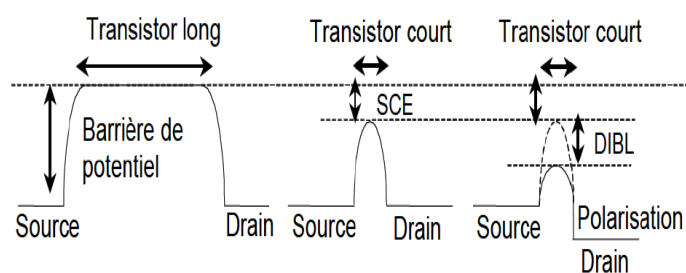 Transistor long
Transistor court
Transistor court
Barrière de
potentiel
SCE
DIBL
Source
Drain
Source
Drain
Source
Polarisation
Drain